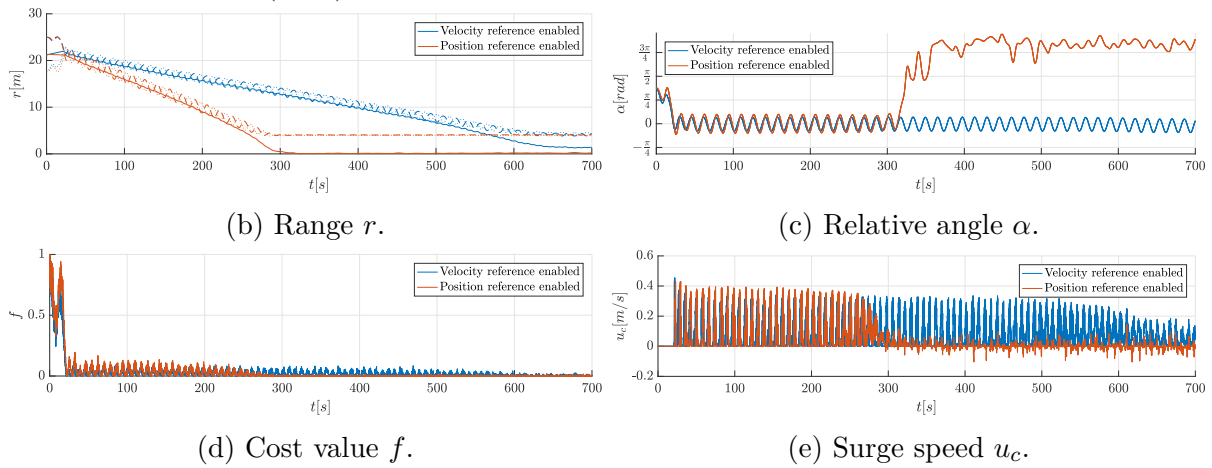 30
20
10
0
r[m]
Velocity reference enabled
Position reference enabled
0 100 200 300 400 500 600 700
t[s]
(b) Range r.
3π/4
π/2
π/4
0
-π/4
α[rad]
Velocity reference enabled
Position reference enabled
0 100 200 300 400 500 600 700
t[s]
(c) Relative angle α.
1
0.5
0
f
Velocity reference enabled
Position reference enabled
0 100 200 300 400 500 600 700
t[s]
(d) Cost value f.
0.6
0.4
0.2
0
-0.2
u_c[m/s]
Velocity reference enabled
Position reference enabled
0 100 200 300 400 500 600 700
t[s]
(e) Surge speed u_c.